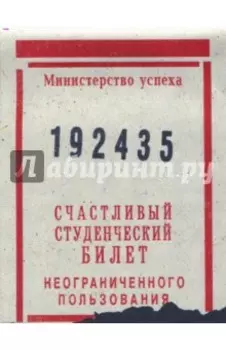 Министерство успеха
192435
Лабиринт.ру
СЧАСТЛИВЫЙ
СТУДЕНЧЕСКИЙ
БИЛЕТ
НЕОГРАНИЧЕННОГО
ПОЛЬЗОВАНИЯ